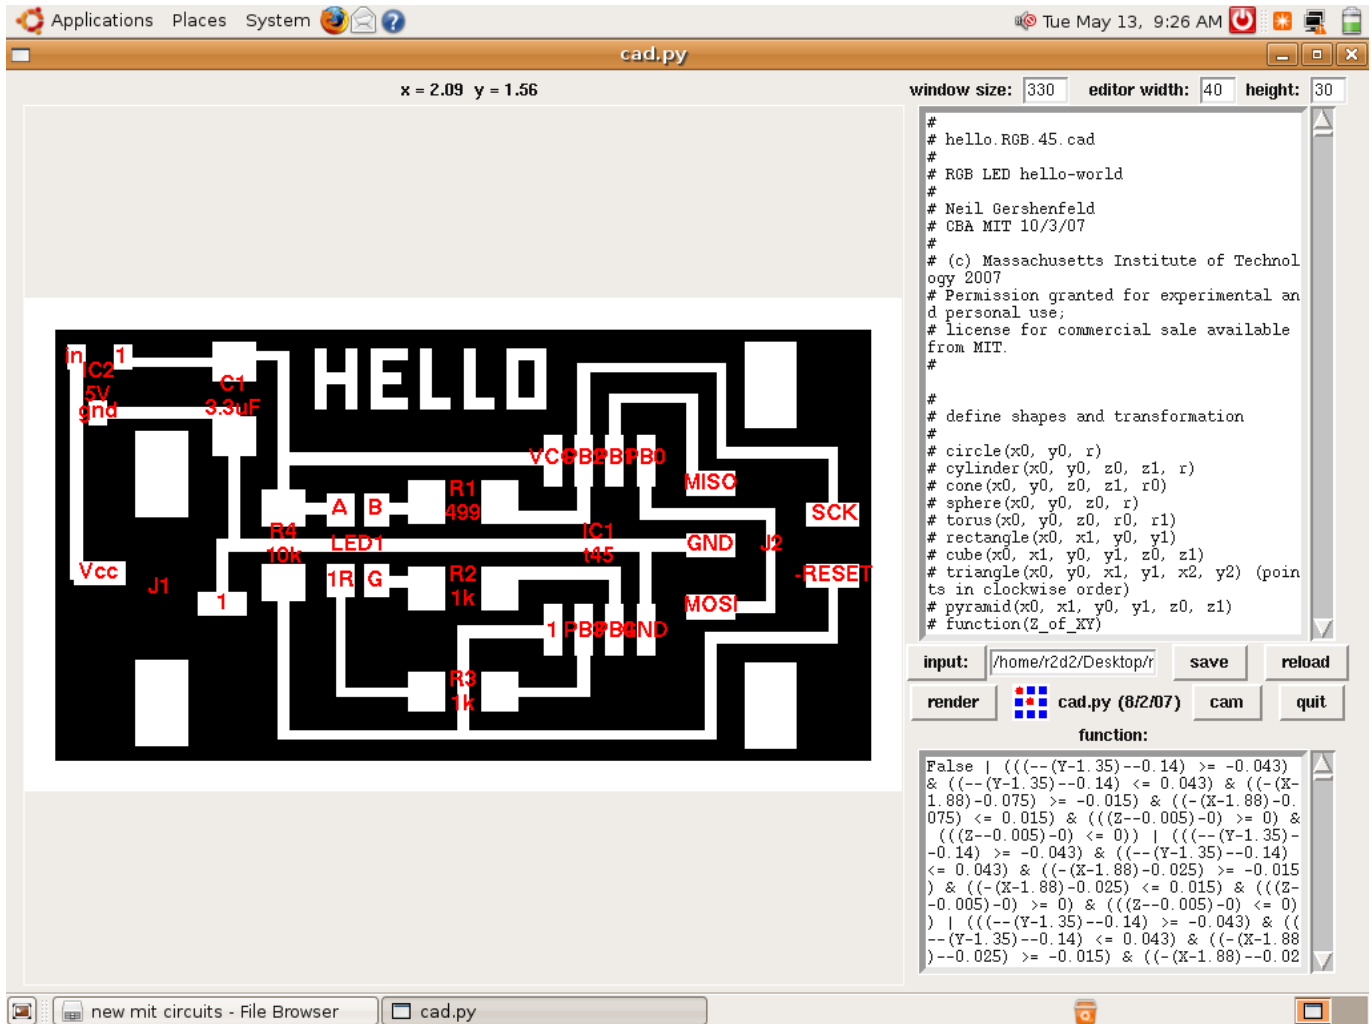 Applications Places System
Tue May 13, 9:26 AM
cad.py
x = 2.09 y = 1.56
window size: 330 editor width: 40 height: 30
#
# hello.RGB.45.cad
#
# RGB LED hello-world
#
# Neil Gershenfeld
# CBA MIT 10/3/07
#
# (c) Massachusetts Institute of Technol
ogy 2007
# Permission granted for experimental an
d personal use;
# license for commercial sale available
from MIT.
#
#
# define shapes and transformation
#
# circle(x0, y0, r)
# cylinder(x0, y0, z0, z1, r)
# cone(x0, y0, z0, z1, r0)
# sphere(x0, y0, z0, r)
# torus(x0, y0, z0, r0, r1)
# rectangle(x0, x1, y0, y1)
# cube(x0, x1, y0, y1, z0, z1)
# triangle(x0, y0, x1, y1, x2, y2) (poin
ts in clockwise order)
# pyramid(x0, x1, y0, y1, z0, z1)
# function(Z_of_XY)
in 1
IC2
5V
gnd
C1
3.3uF
HELLO
VCC PB2 PB1 PB0
MISO
R1
499
A B
SCK
R4
10k
LED1
IC1
t45
GND
J2
Vcc
J1
1R G
R2
1k
-RESET
1
MOSI
1 PB3 PB4 GND
R3
1k
input: /home/r2d2/Desktop/r save reload
render cad.py (8/2/07) cam quit
function:
False | (((--(Y-1.35)--0.14) >= -0.043)
& ((--(Y-1.35)--0.14) <= 0.043) & ((-(X-
1.88)-0.075) >= -0.015) & ((-(X-1.88)-0.
075) <= 0.015) & (((Z--0.005)-0) >= 0) &
(((Z--0.005)-0) <= 0)) | (((--(Y-1.35)-
-0.14) >= -0.043) & ((--(Y-1.35)--0.14)
<= 0.043) & ((-(X-1.88)-0.025) >= -0.015
) & ((-(X-1.88)-0.025) <= 0.015) & (((Z-
-0.005)-0) >= 0) & (((Z--0.005)-0) <= 0)
) | (((--(Y-1.35)--0.14) >= -0.043) & ((
--(Y-1.35)--0.14) <= 0.043) & ((-(X-1.88
)--0.025) >= -0.015) & ((-(X-1.88)--0.02
new mit circuits - File Browser
cad.py